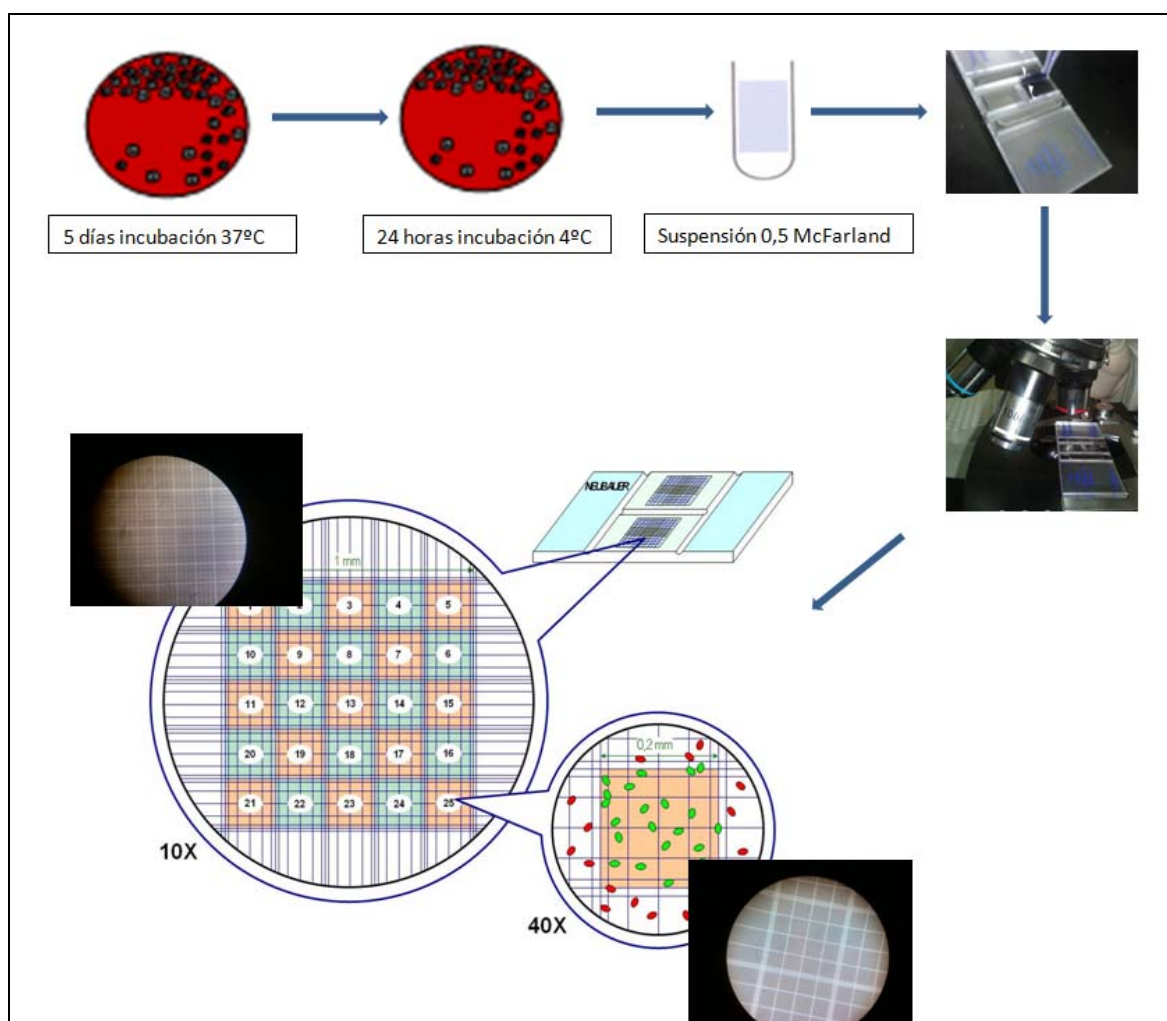 5 días incubación 37ºC
24 horas incubación 4ºC
Suspensión 0,5 McFarland
NEUBAUER
1 mm
1 2 3 4 5
10 9 8 7 6
11 12 13 14 15
20 19 18 17 16
21 22 23 24 25
10X
0,2 mm
40X